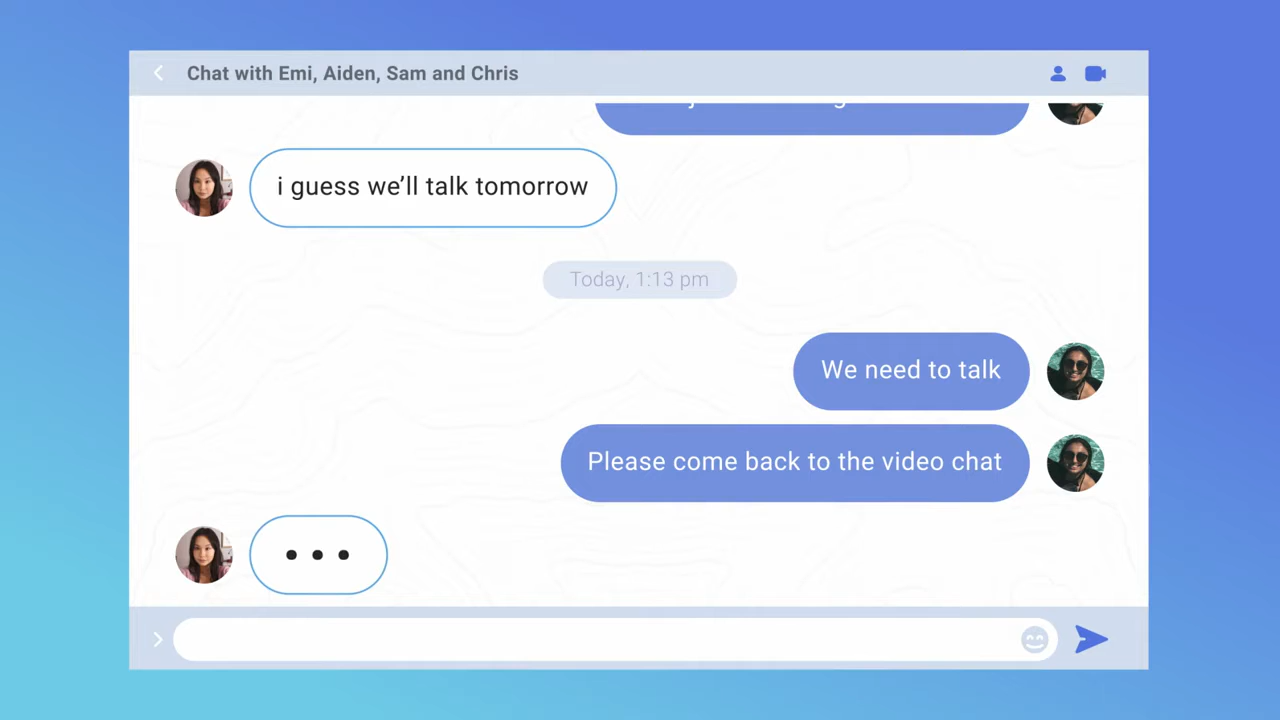 Chat with Emi, Aiden, Sam and Chris
i guess we’ll talk tomorrow
Today, 1:13 pm
We need to talk
Please come back to the video chat